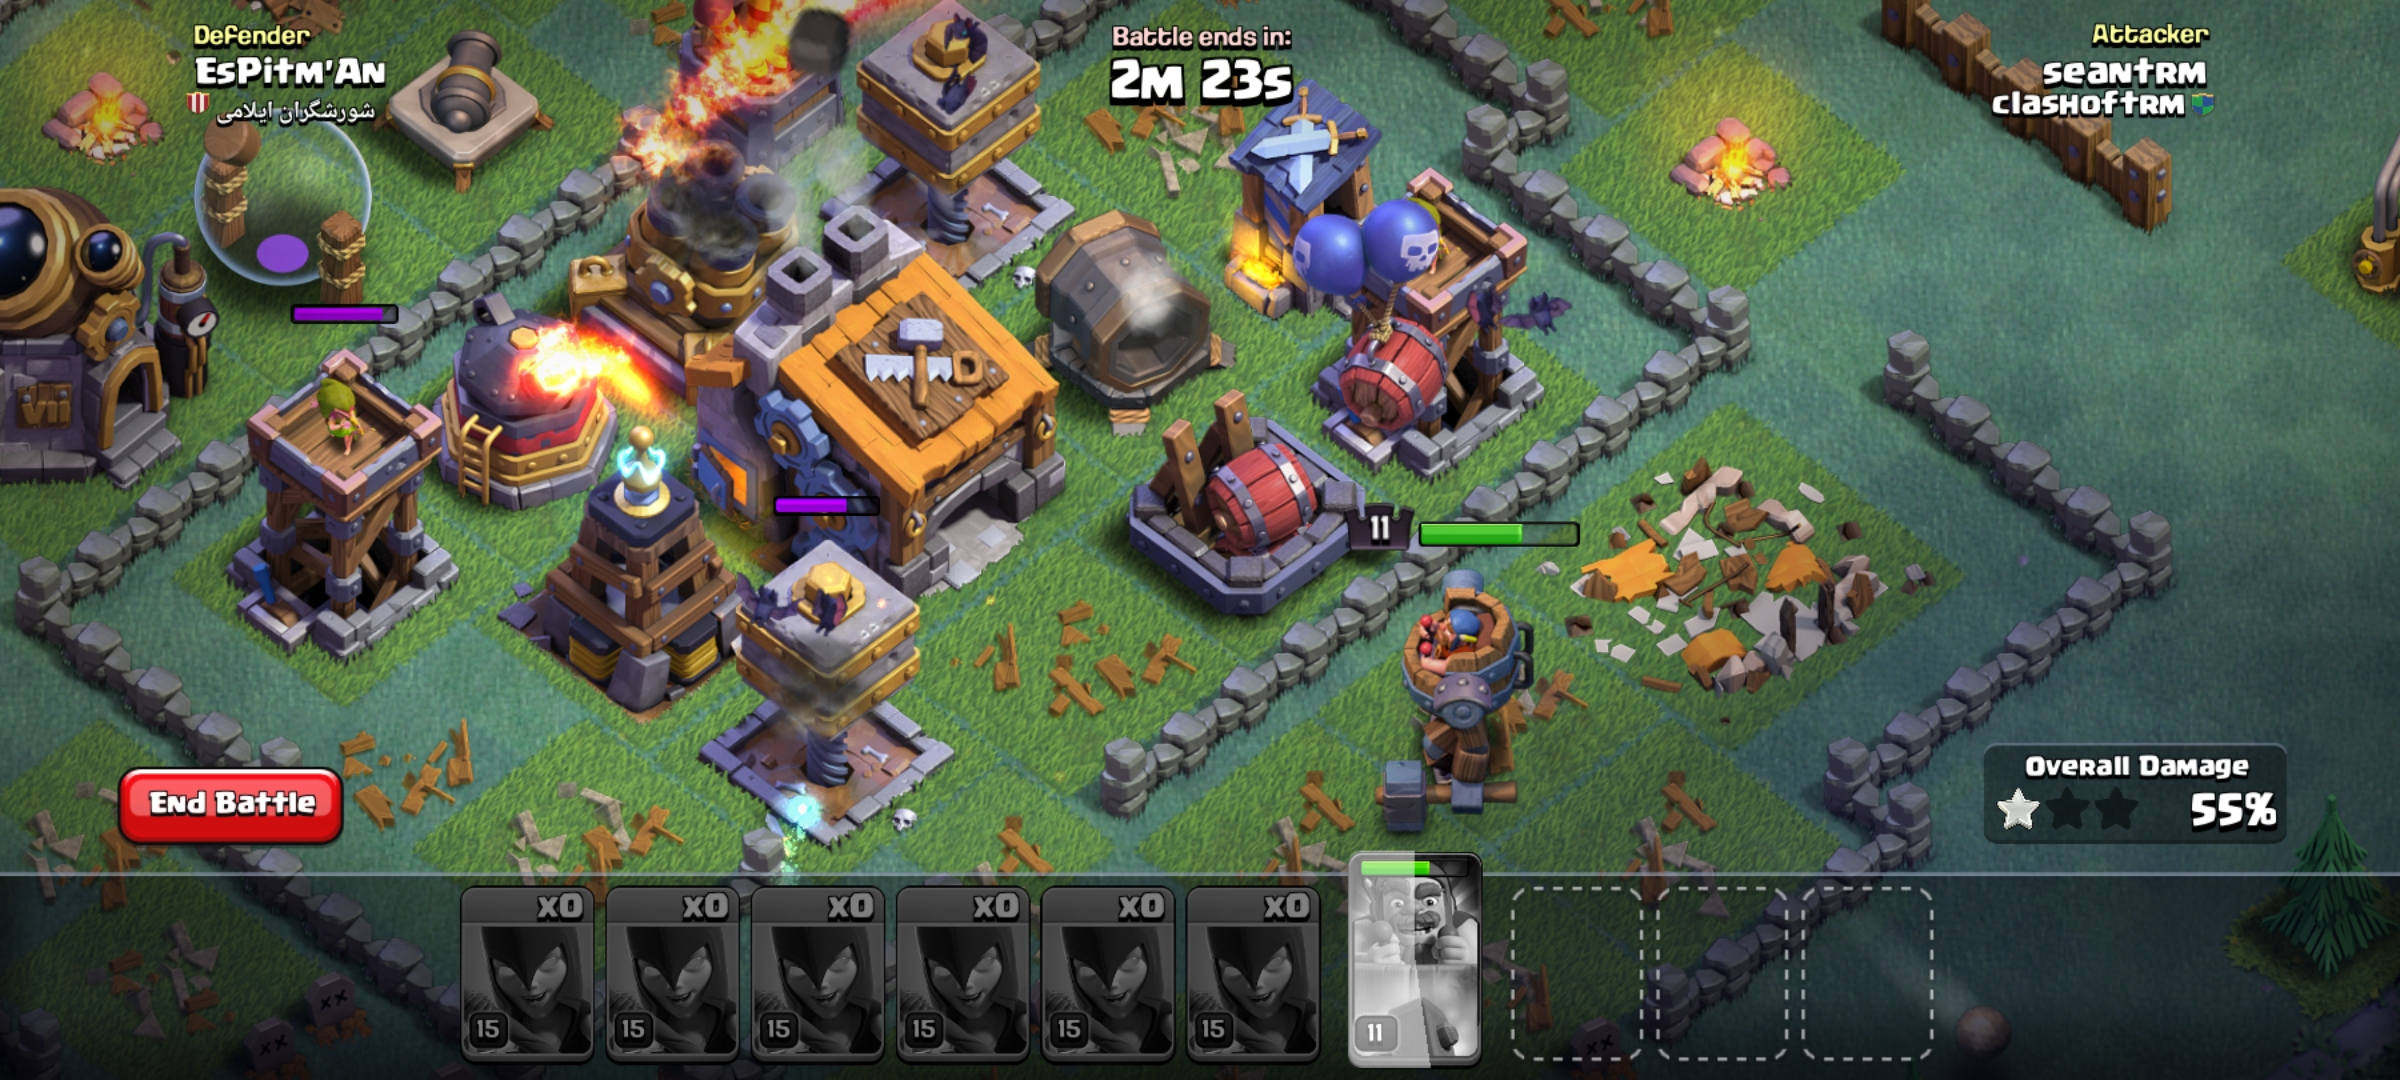 Defender
EsPitm'An
شورشگران ایلامی
Battle ends in:
2M 23s
Attacker
seantRM
clashoftRM
VII
11
End Battle
Overall Damage
55%
x0
x0
x0
x0
x0
x0
15
15
15
15
15
15
11